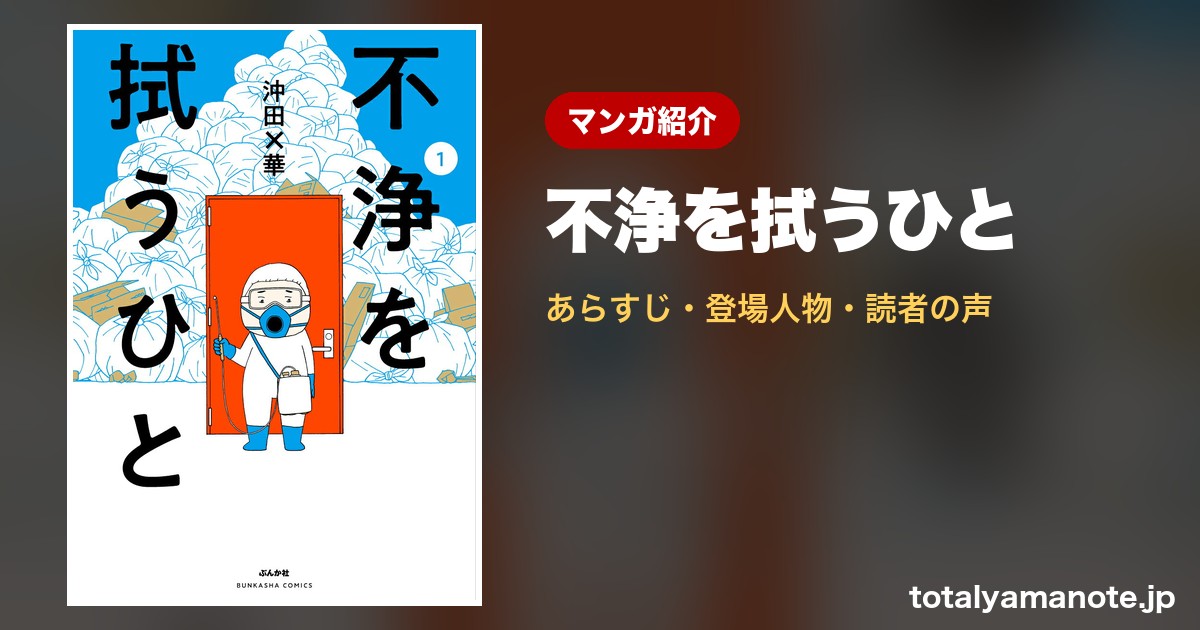 不浄を
拭うひと
沖田×華
1
ぶんか社
BUNKASHA COMICS
マンガ紹介
不浄を拭うひと
あらすじ・登場人物・読者の声
totalyamanote.jp